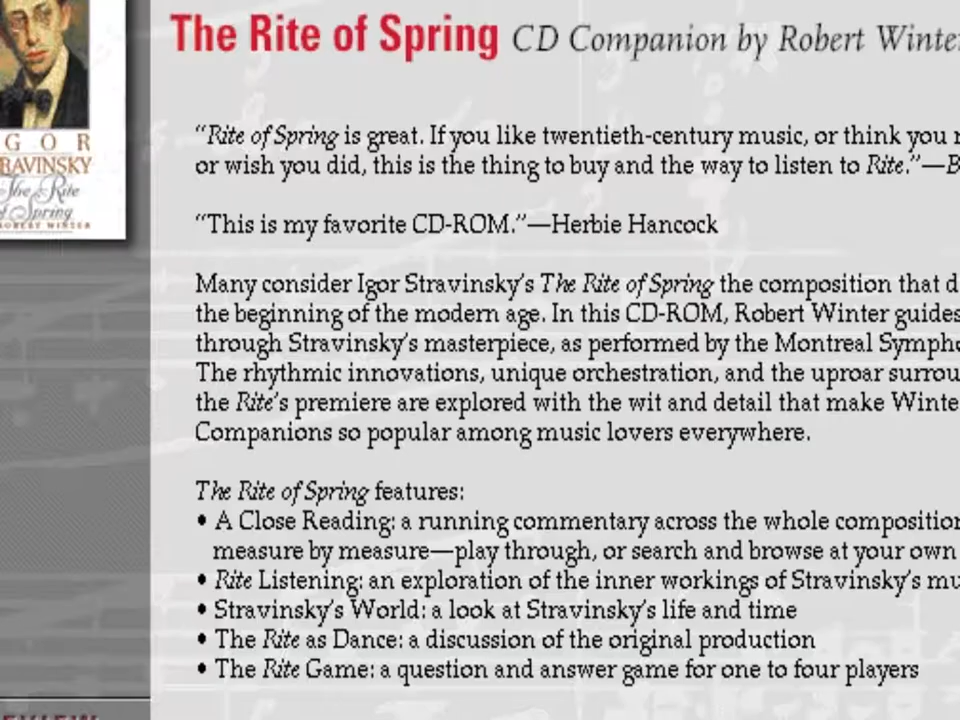 The Rite of Spring CD Companion by Robert Winter
IGOR
STRAVINSKY
The Rite
of Spring
ROBERT WINTER
“Rite of Spring is great. If you like twentieth-century music, or think you
or wish you did, this is the thing to buy and the way to listen to Rite.”—B
“This is my favorite CD-ROM.”—Herbie Hancock
Many consider Igor Stravinsky's The Rite of Spring the composition that d
the beginning of the modern age. In this CD-ROM, Robert Winter guides
through Stravinsky's masterpiece, as performed by the Montreal Sympho
The rhythmic innovations, unique orchestration, and the uproar surrou
the Rite's premiere are explored with the wit and detail that make Winte
Companions so popular among music lovers everywhere.
The Rite of Spring features:
• A Close Reading: a running commentary across the whole composition
measure by measure—play through, or search and browse at your own
• Rite Listening: an exploration of the inner workings of Stravinsky's mu
• Stravinsky's World: a look at Stravinsky's life and time
• The Rite as Dance: a discussion of the original production
• The Rite Game: a question and answer game for one to four players